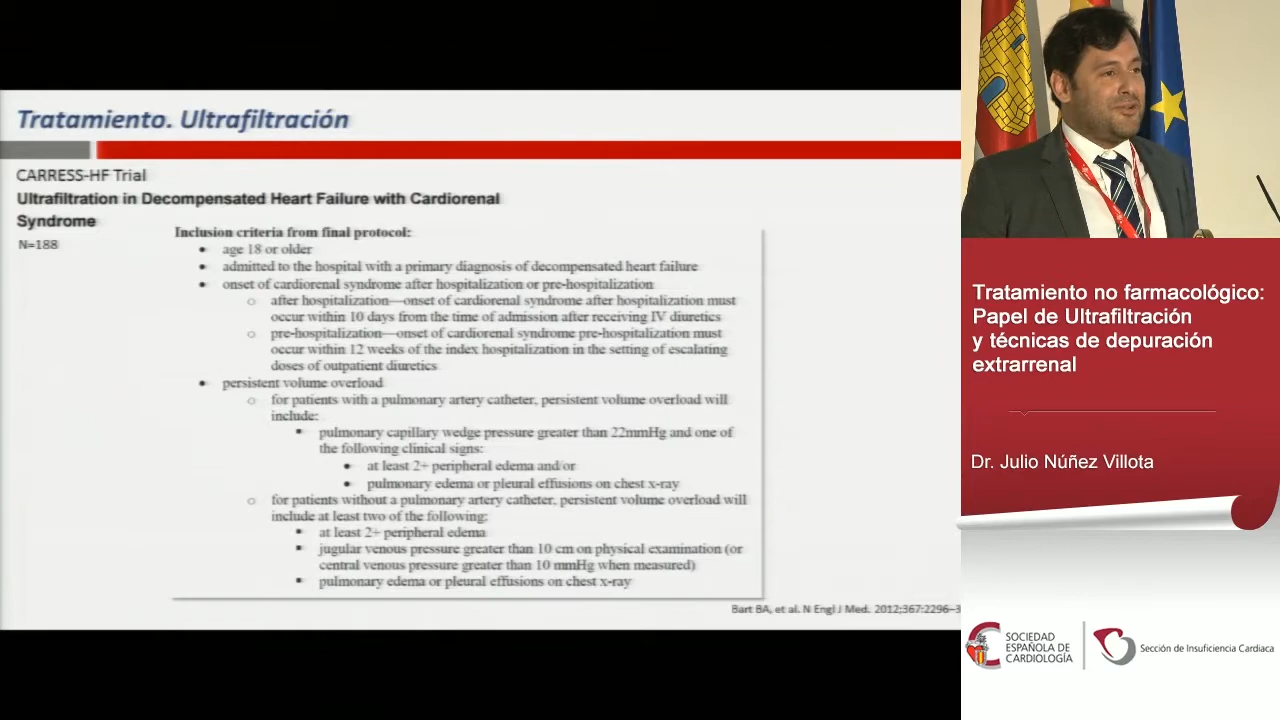 Tratamiento. Ultrafiltración
CARRESS-HF Trial
Ultrafiltration in Decompensated Heart Failure with Cardiorenal
Syndrome
N=188
Inclusion criteria from final protocol:
• age 18 or older
• admitted to the hospital with a primary diagnosis of decompensated heart failure
• onset of cardiorenal syndrome after hospitalization or pre-hospitalization
o after hospitalization—onset of cardiorenal syndrome after hospitalization must
occur within 10 days from the time of admission after receiving IV diuretics
o pre-hospitalization—onset of cardiorenal syndrome pre-hospitalization must
occur within 12 weeks of the index hospitalization in the setting of escalating
doses of outpatient diuretics
• persistent volume overload
o for patients with a pulmonary artery catheter, persistent volume overload will
include:
▪ pulmonary capillary wedge pressure greater than 22mmHg and one of
the following clinical signs:
• at least 2+ peripheral edema and/or
• pulmonary edema or pleural effusions on chest x-ray
o for patients without a pulmonary artery catheter, persistent volume overload will
include at least two of the following:
▪ at least 2+ peripheral edema
▪ jugular venous pressure greater than 10 cm on physical examination (or
central venous pressure greater than 10 mmHg when measured)
▪ pulmonary edema or pleural effusions on chest x-ray
Bart BA, et al. N Engl J Med. 2012;367:2296–3
Tratamiento no farmacológico:
Papel de Ultrafiltración
y técnicas de depuración
extrarrenal
Dr. Julio Núñez Villota
SOCIEDAD
ESPAÑOLA DE
CARDIOLOGÍA
Sección de Insuficiencia Cardiaca